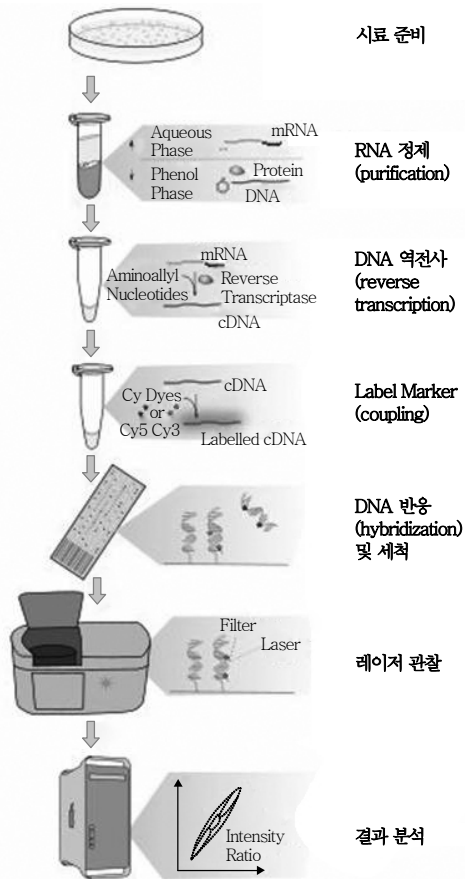 시료 준비
Aqueous
Phase
mRNA
Phenol
Phase
Protein
DNA
RNA 정제
(purification)
mRNA
Aminoallyl
Nucleotides
Reverse
Transcriptase
cDNA
DNA 역전사
(reverse
transcription)
cDNA
Cy Dyes
or
Cy5 Cy3
Labelled cDNA
Label Marker
(coupling)
DNA 반응
(hybridization)
및 세척
Filter
Laser
레이저 관찰
Intensity
Ratio
결과 분석